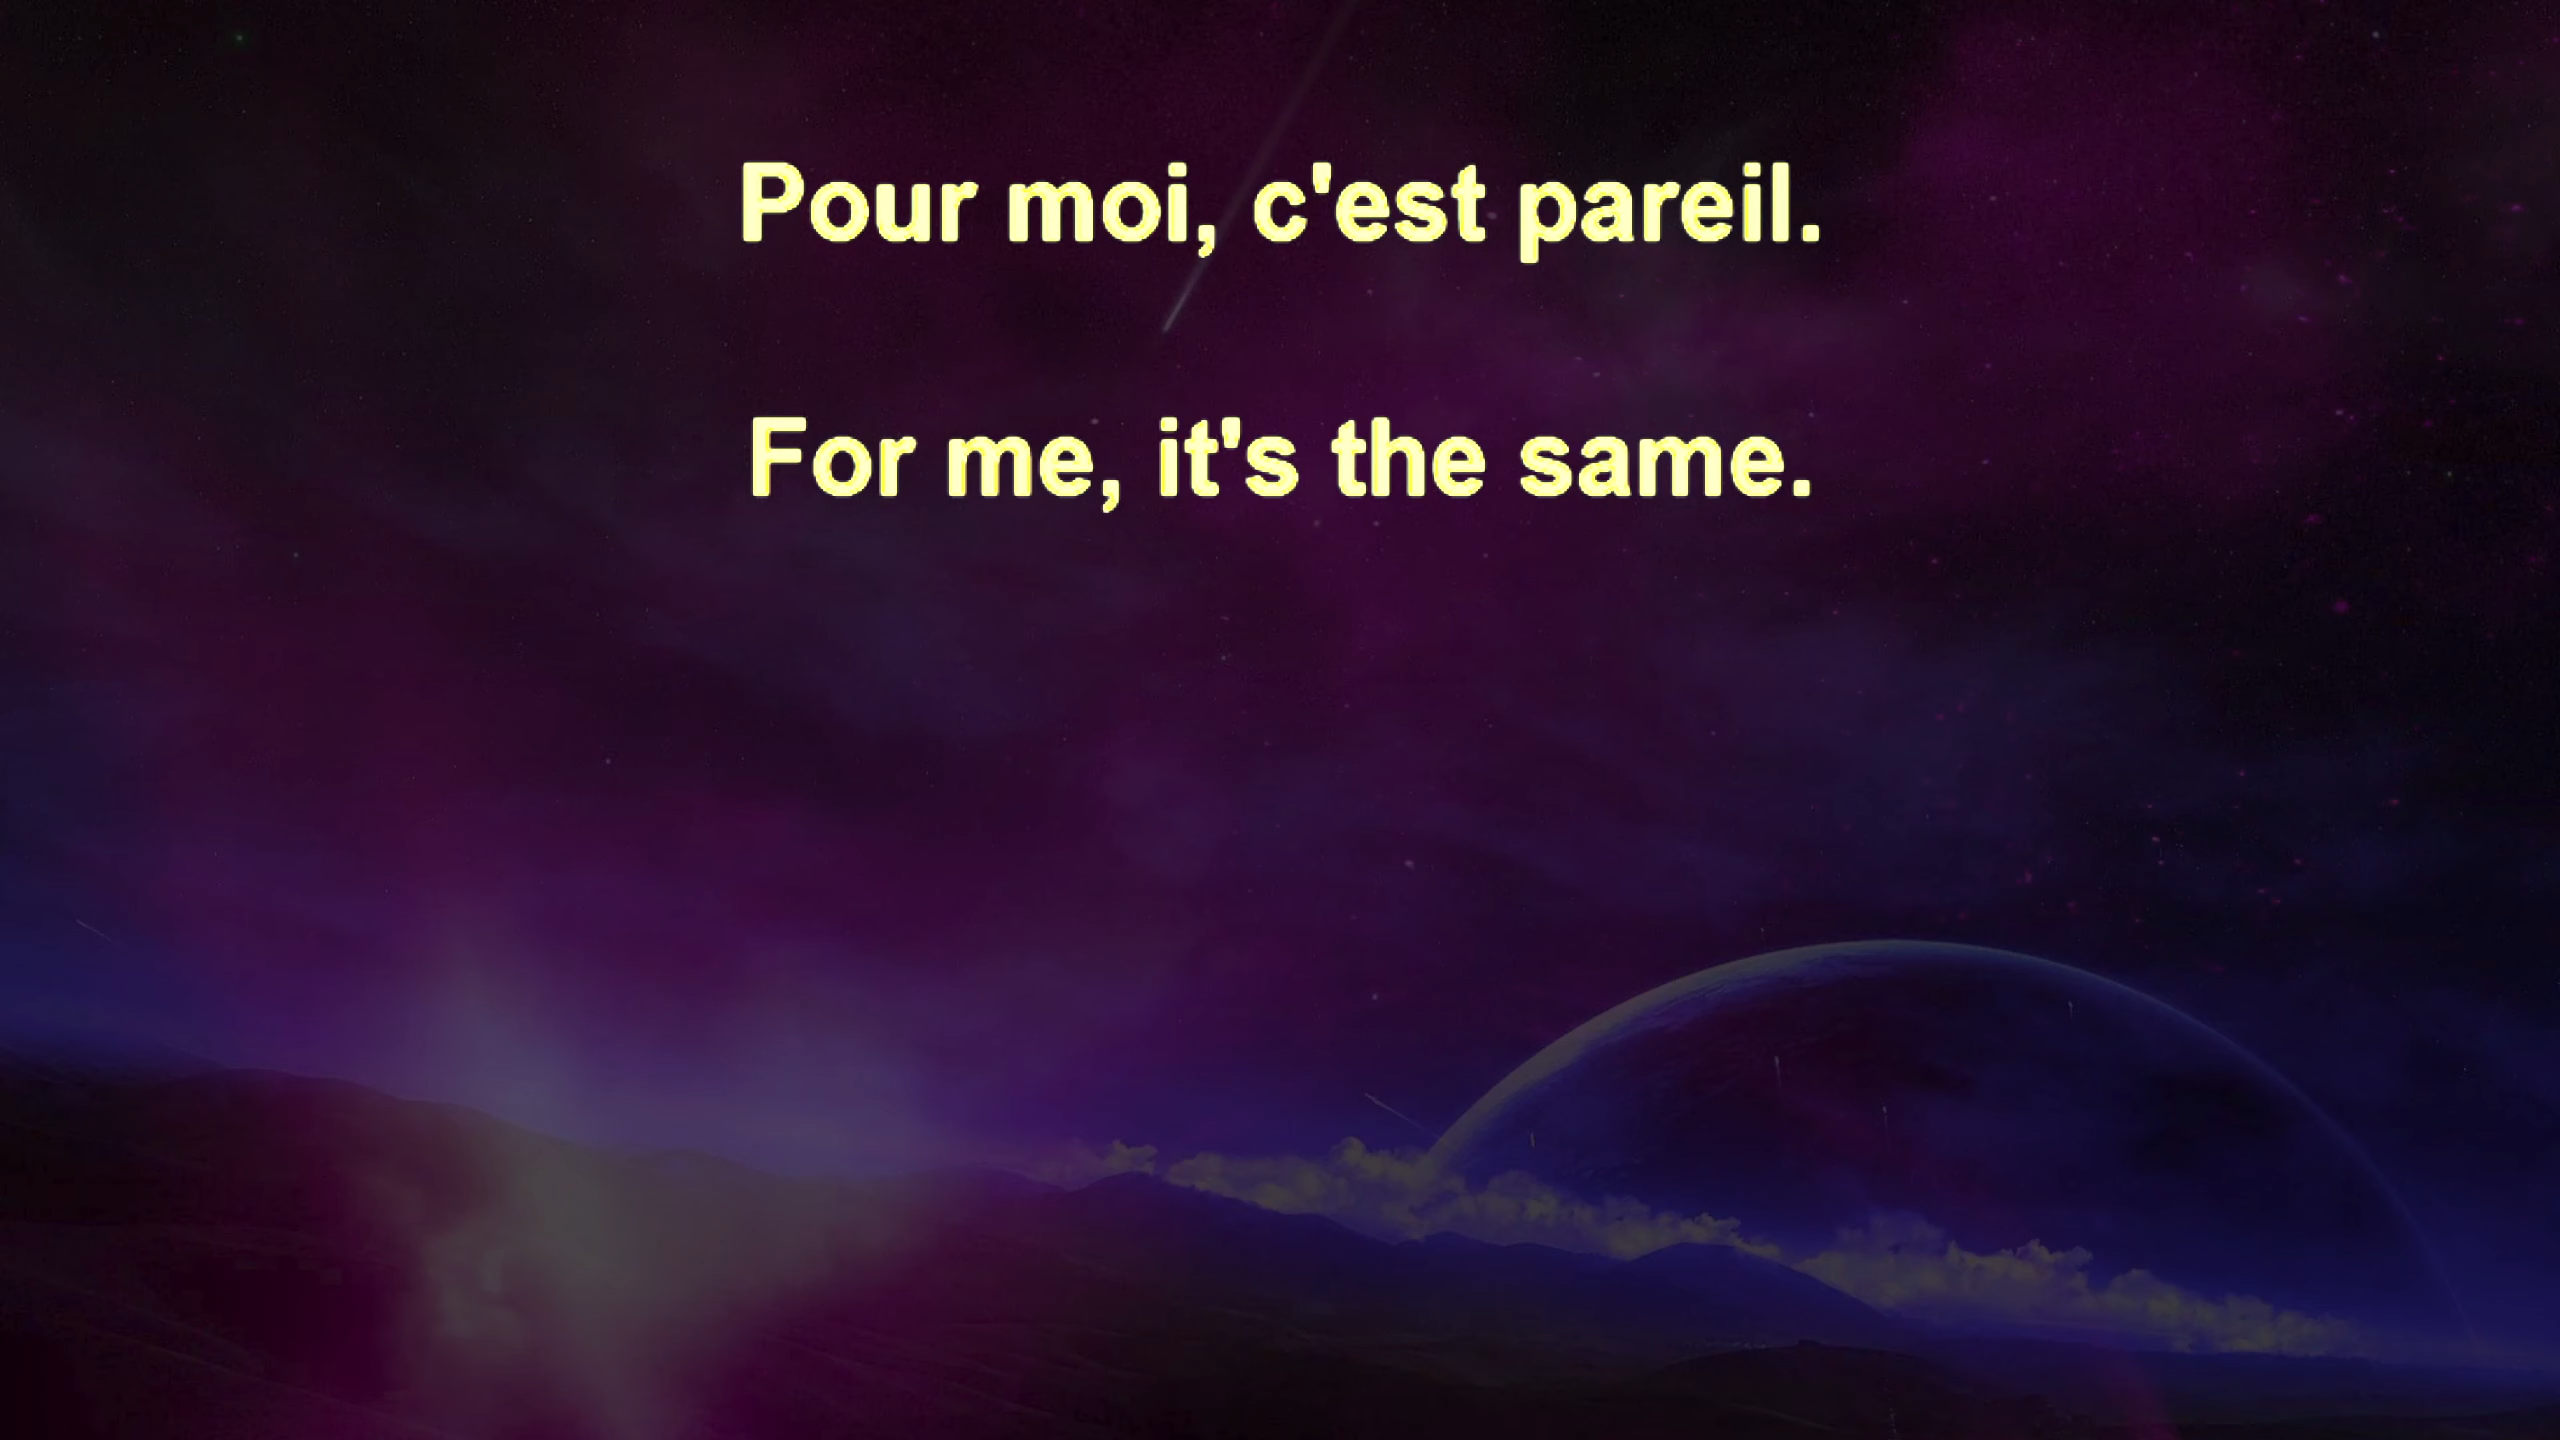 Pour moi, c'est pareil.
For me, it's the same.